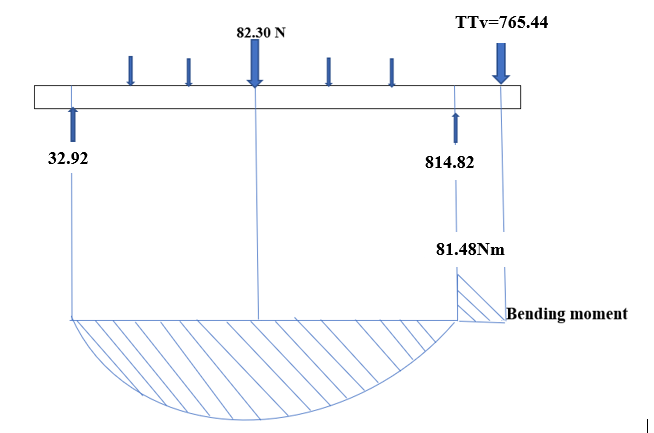 TTv=765.44
82.30 N
32.92
814.82
81.48Nm
Bending moment